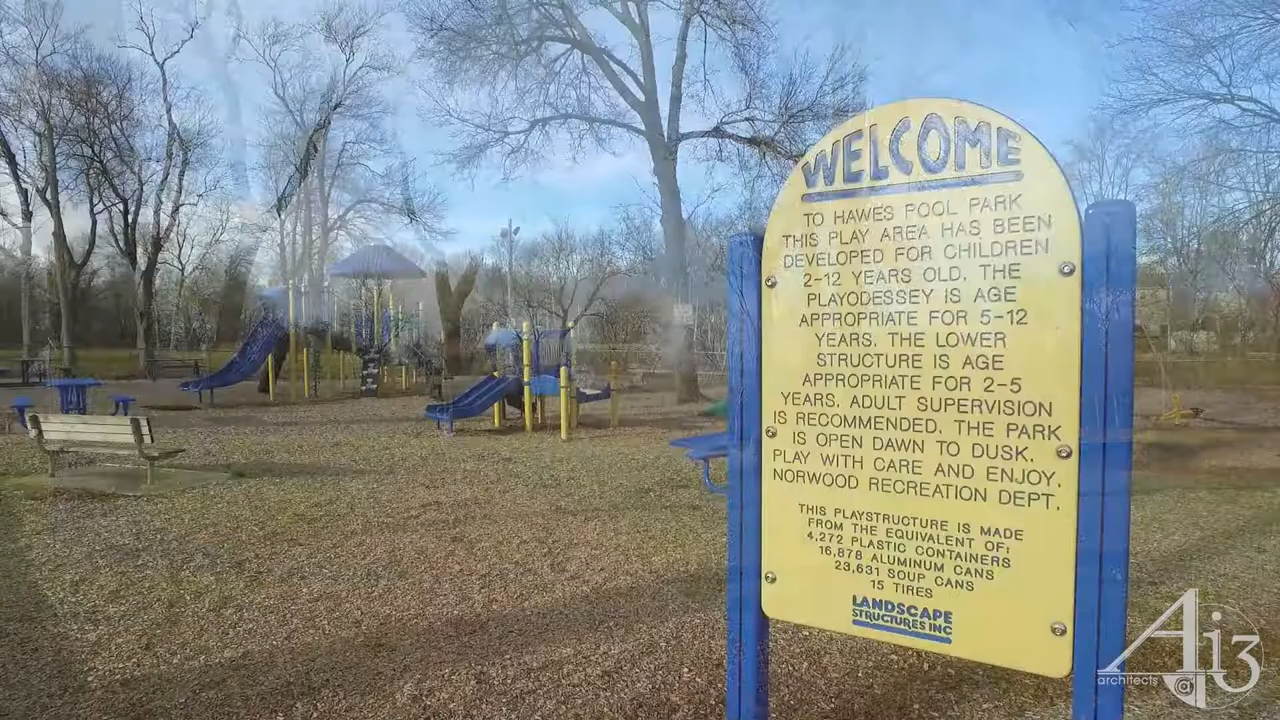 WELCOME
TO HAWES POOL PARK
THIS PLAY AREA HAS BEEN
DEVELOPED FOR CHILDREN
2-12 YEARS OLD. THE
PLAYODESSEY IS AGE
APPROPRIATE FOR 5-12
YEARS. THE LOWER
STRUCTURE IS AGE
APPROPRIATE FOR 2-5
YEARS. ADULT SUPERVISION
IS RECOMMENDED. THE PARK
IS OPEN DAWN TO DUSK.
PLAY WITH CARE AND ENJOY.
NORWOOD RECREATION DEPT.
THIS PLAYSTRUCTURE IS MADE
FROM THE EQUIVALENT OF:
4,272 PLASTIC CONTAINERS
16,878 ALUMINUM CANS
23,631 SOUP CANS
15 TIRES
LANDSCAPE
STRUCTURES INC
Ai3
architects @